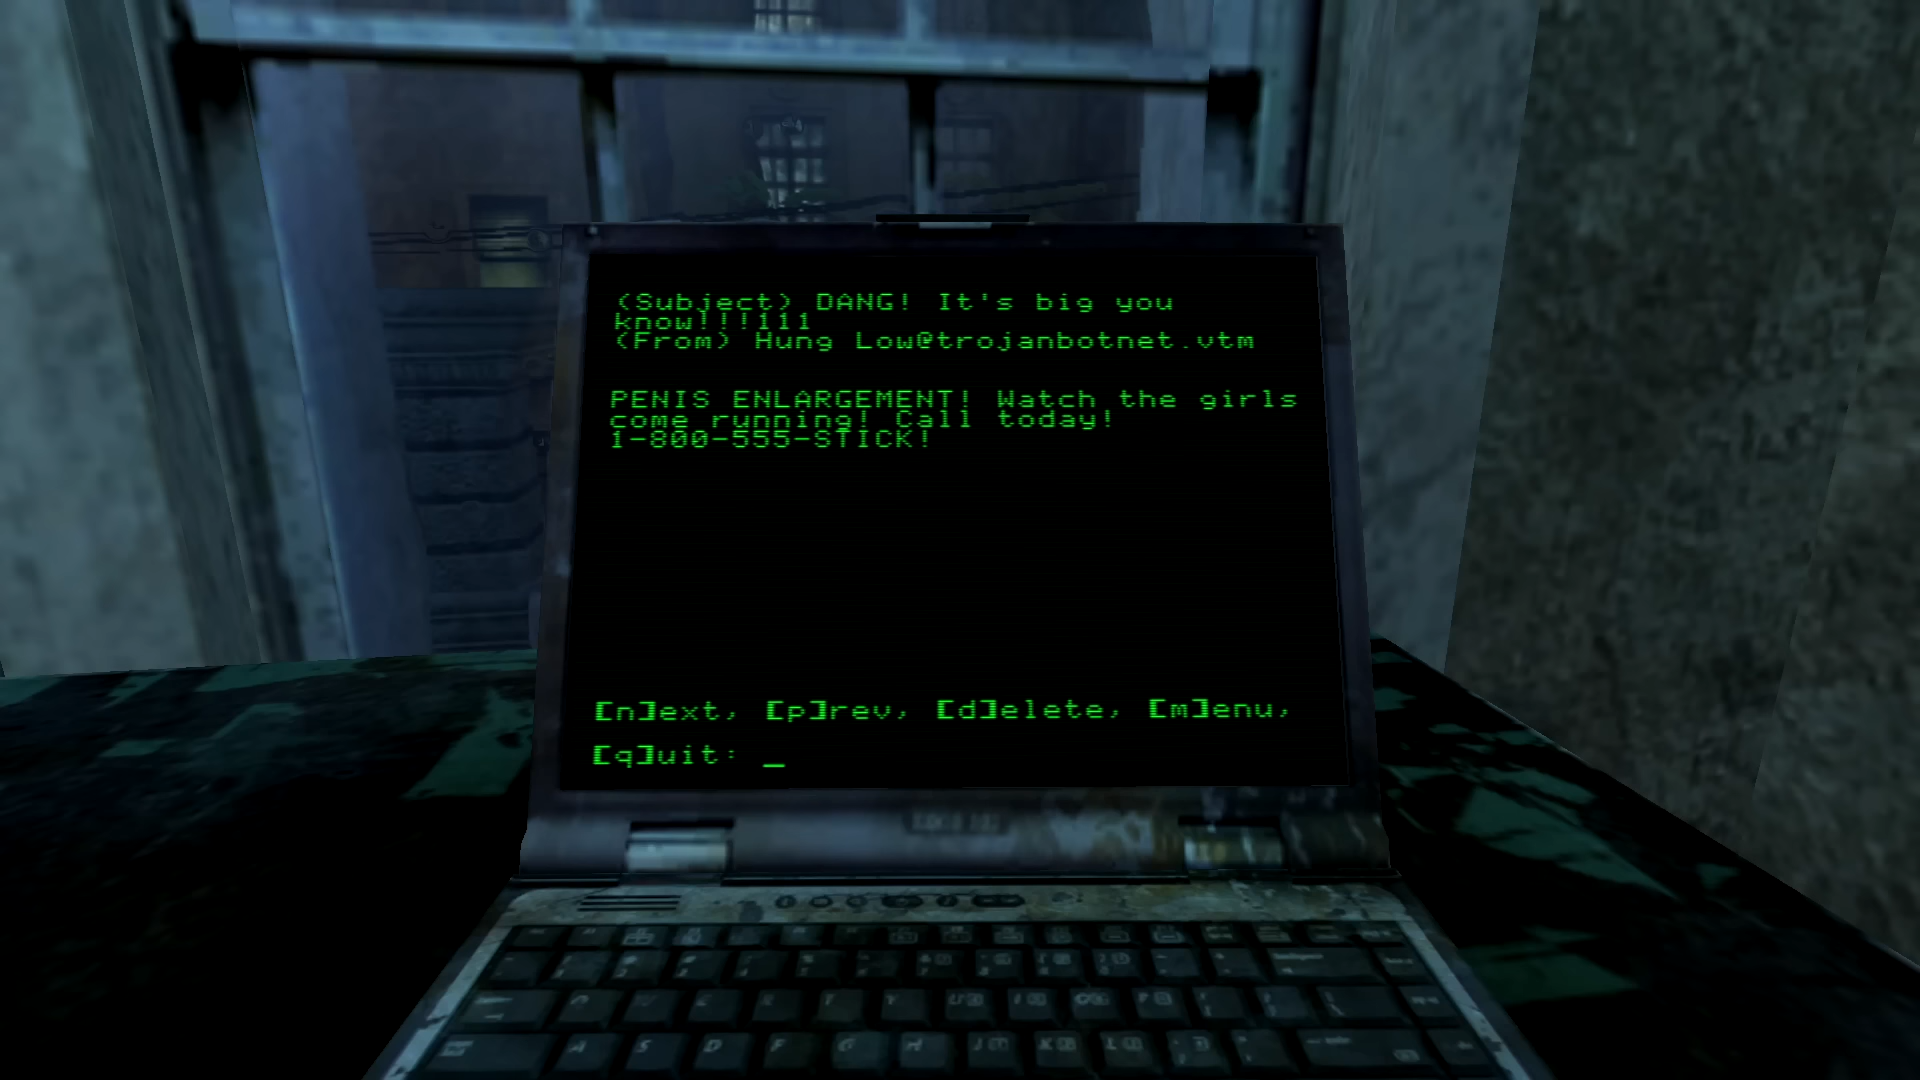 (Subject) DANG! It's big you
know!!!111
(From) Hung Low@trojanbotnet.vtm
PENIS ENLARGEMENT! Watch the girls
come running! Call today!
1-800-555-STICK!
[n]ext, [p]rev, [d]elete, [m]enu,
[q]uit: _